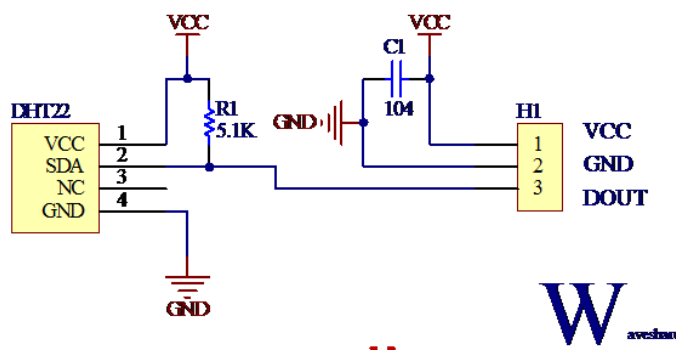 VCC
VCC
C1
104
DHT22
R1
5.1K
GND
H1
VCC 1
SDA 2
NC 3
GND 4
1 VCC
2 GND
3 DOUT
GND
W